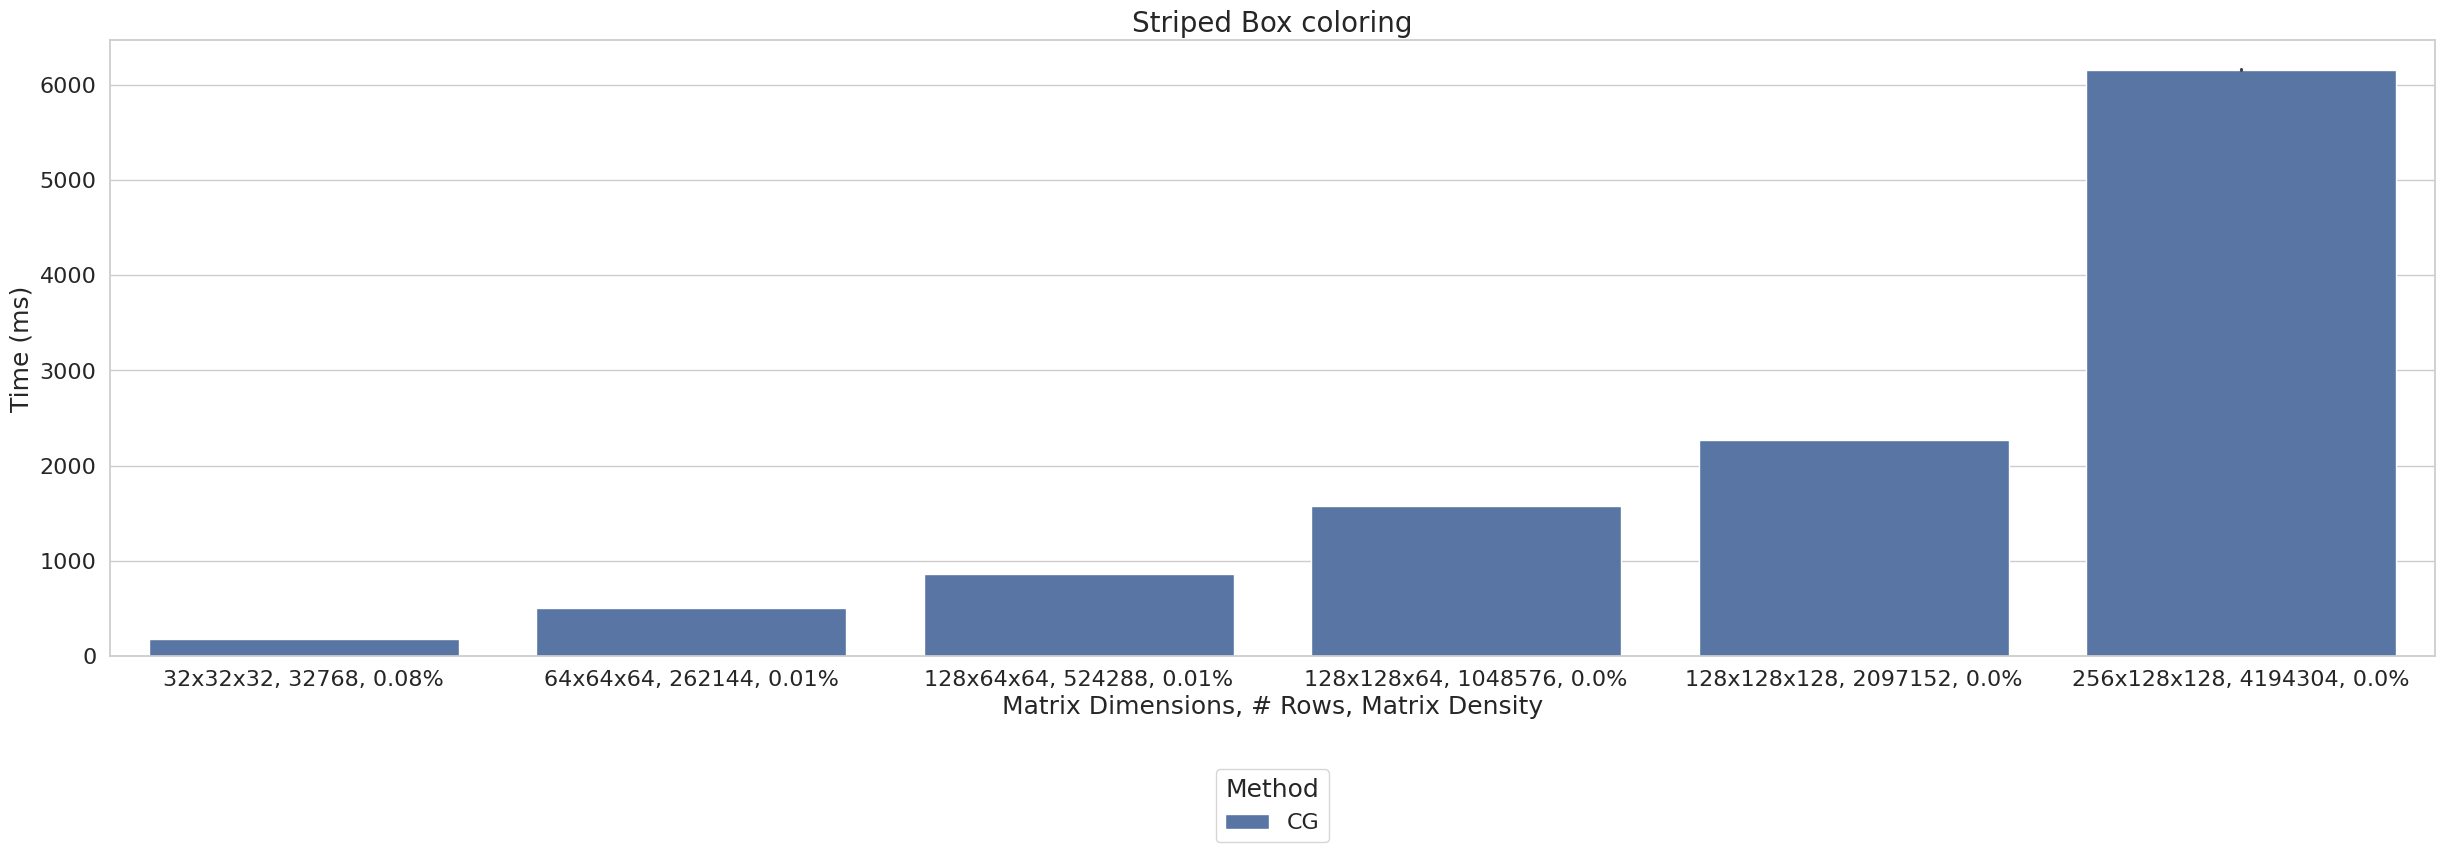 Striped Box coloring
Time (ms)
6000
5000
4000
3000
2000
1000
0
32x32x32, 32768, 0.08%
64x64x64, 262144, 0.01%
128x64x64, 524288, 0.01%
128x128x64, 1048576, 0.0%
128x128x128, 2097152, 0.0%
256x128x128, 4194304, 0.0%
Matrix Dimensions, # Rows, Matrix Density
Method
CG